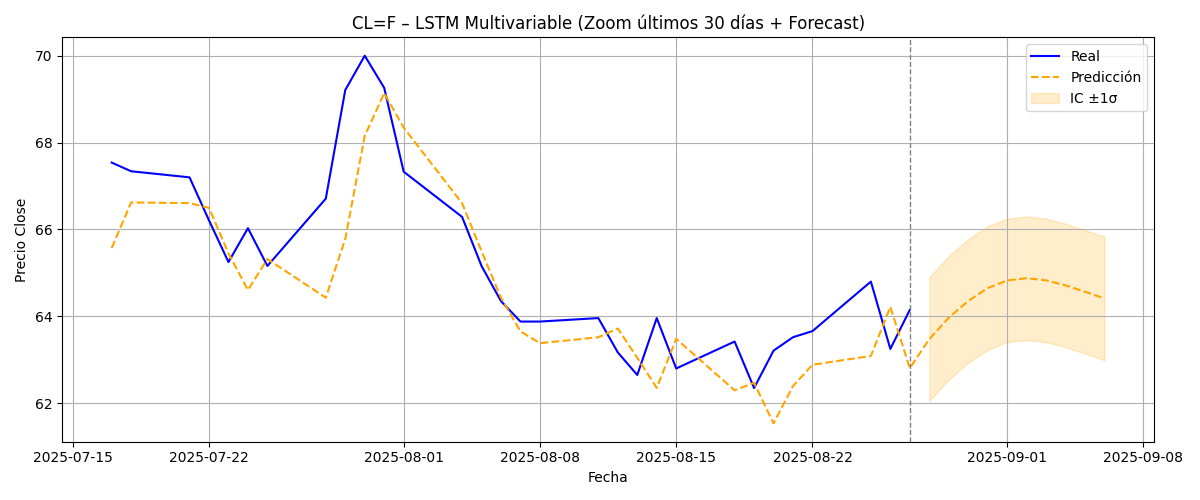 CL=F – LSTM Multivariable (Zoom últimos 30 días + Forecast)
Real
Predicción
IC ±1σ
Precio Close
70
68
66
64
62
2025-07-15
2025-07-22
2025-08-01
2025-08-08
2025-08-15
2025-08-22
2025-09-01
2025-09-08
Fecha